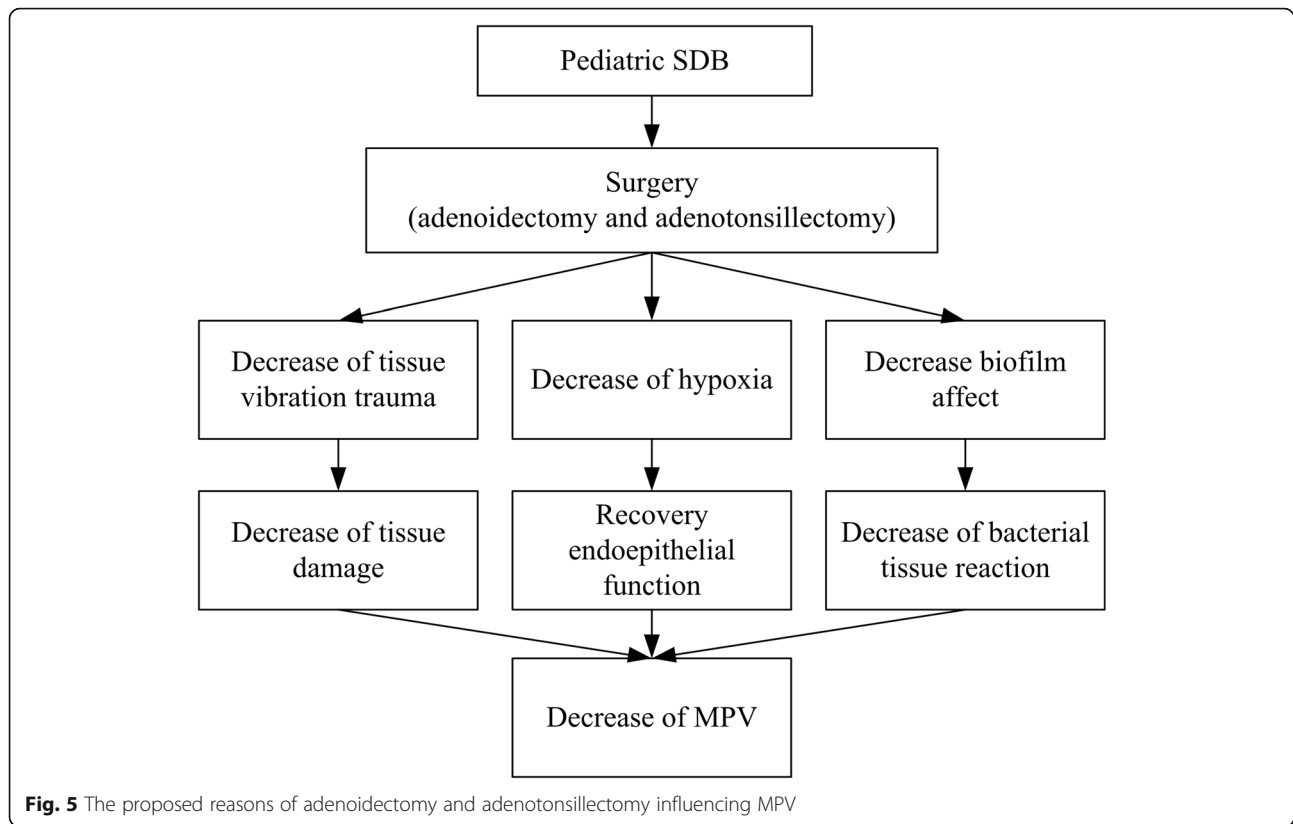 Pediatric SDB
Surgery
(adenoidectomy and adenotonsillectomy)
Decrease of tissue
vibration trauma
Decrease of hypoxia
Decrease biofilm
affect
Decrease of tissue
damage
Recovery
endoepithelial
function
Decrease of bacterial
tissue reaction
Decrease of MPV
Fig. 5 The proposed reasons of adenoidectomy and adenotonsillectomy influencing MPV